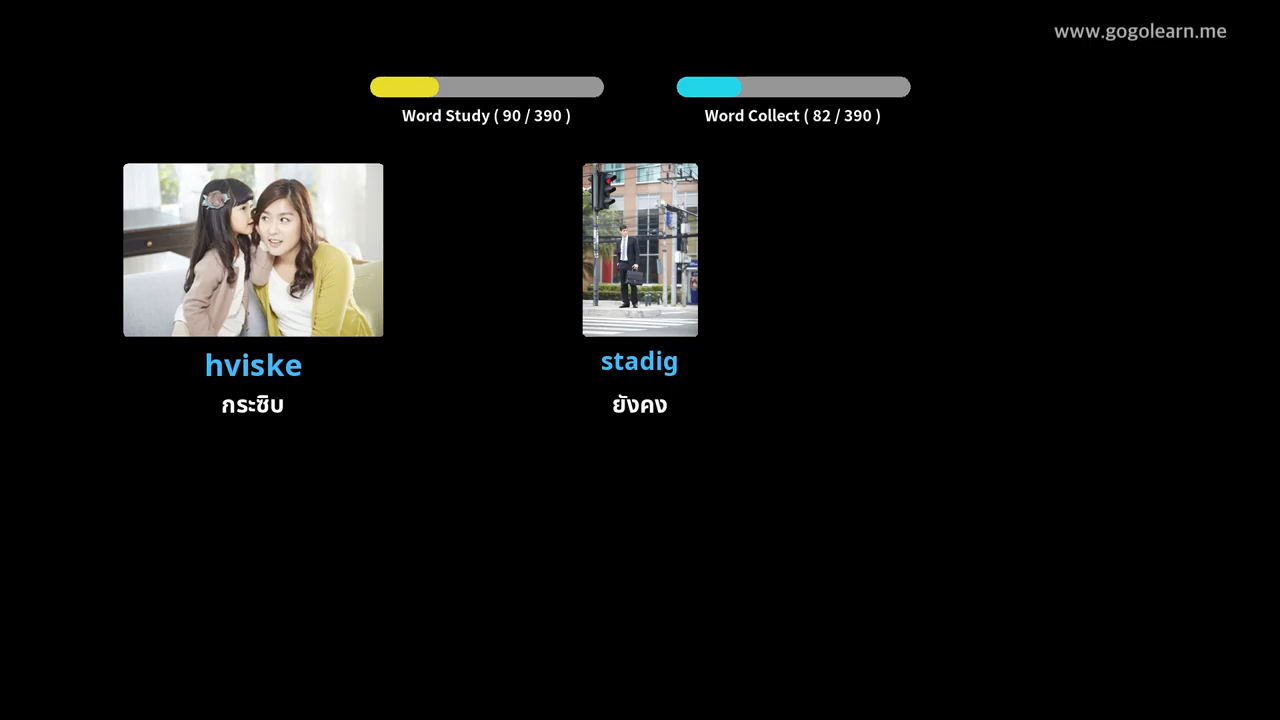 www.gogolearn.me
Word Study ( 90 / 390 )
Word Collect ( 82 / 390 )
hviske
stadig
กระซิบ
ยังคง